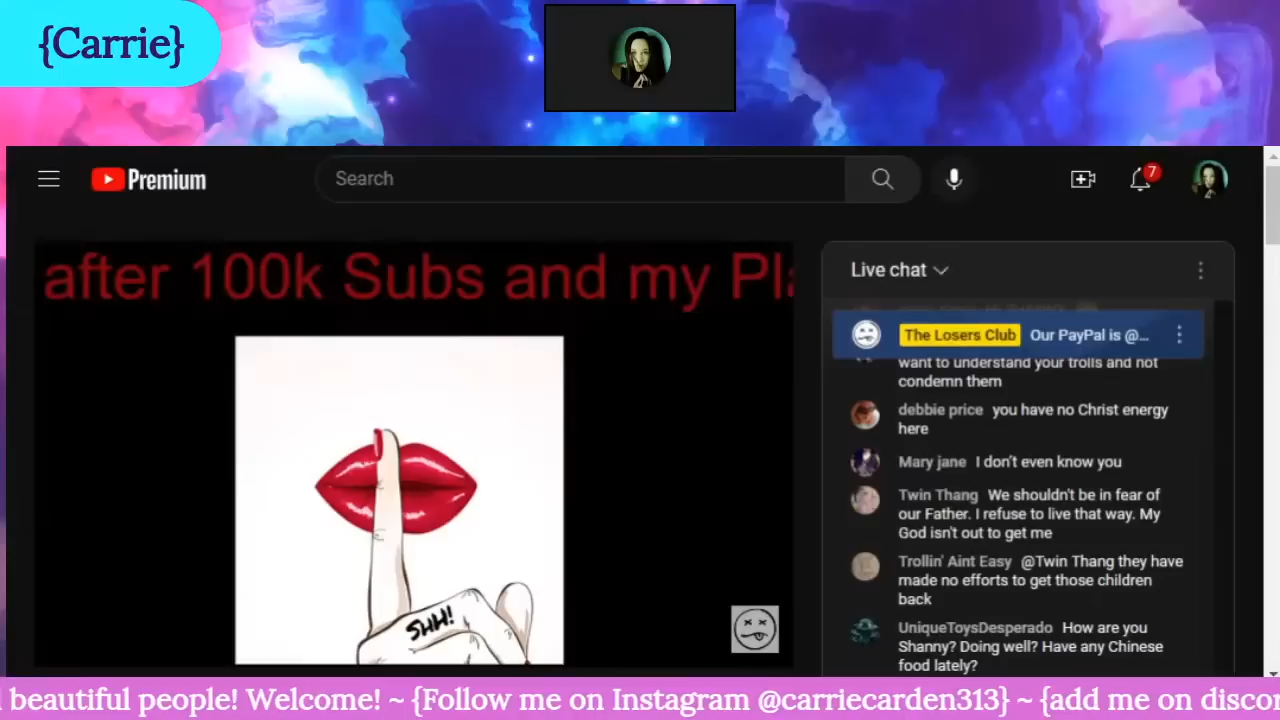 {Carrie}
Premium
Search
7
after 100k Subs and my Pla
SHH!
Live chat
The Losers Club Our PayPal is @...
want to understand your trolls and not
condemn them
debbie price you have no Christ energy
here
Mary jane I don't even know you
Twin Thang We shouldn't be in fear of
our Father. I refuse to live that way. My
God isn't out to get me
Trollin' Aint Easy @Twin Thang they have
made no efforts to get those children
back
UniqueToysDesperado How are you
Shanny? Doing well? Have any Chinese
food lately?
beautiful people! Welcome! ~ {Follow me on Instagram @carriecarden313} ~ {add me on discor